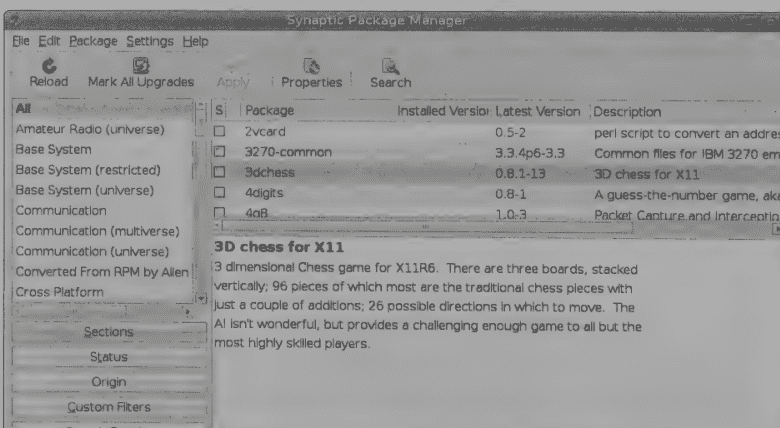 Synaptic Package Manager
File Edit Package Settings Help
Reload Mark All Upgrades Apply Properties Search
All
Amateur Radio (universe)
Base System
Base System (restricted)
Base System (universe)
Communication
Communication (multiverse)
Communication (universe)
Converted From RPM by Alien
Cross Platform
Sections
Status
Origin
Custom Filters
S Package Installed Version Latest Version Description
2vcard 0.5-2 perl script to convert an addre
3270-common 3.3.4p6-3.3 Common files for IBM 3270 em
3dchess 0.8.1-13 3D chess for X11
4digits 0.8-1 A guess-the-number game, aka
4g8 1.0-3 Packet Capture and Interceptin
3D chess for X11
3 dimensional Chess game for X11R6. There are three boards, stacked
vertically; 96 pieces of which most are the traditional chess pieces with
just a couple of additions; 26 possible directions in which to move. The
AI isn't wonderful, but provides a challenging enough game to all but the
most highly skilled players.